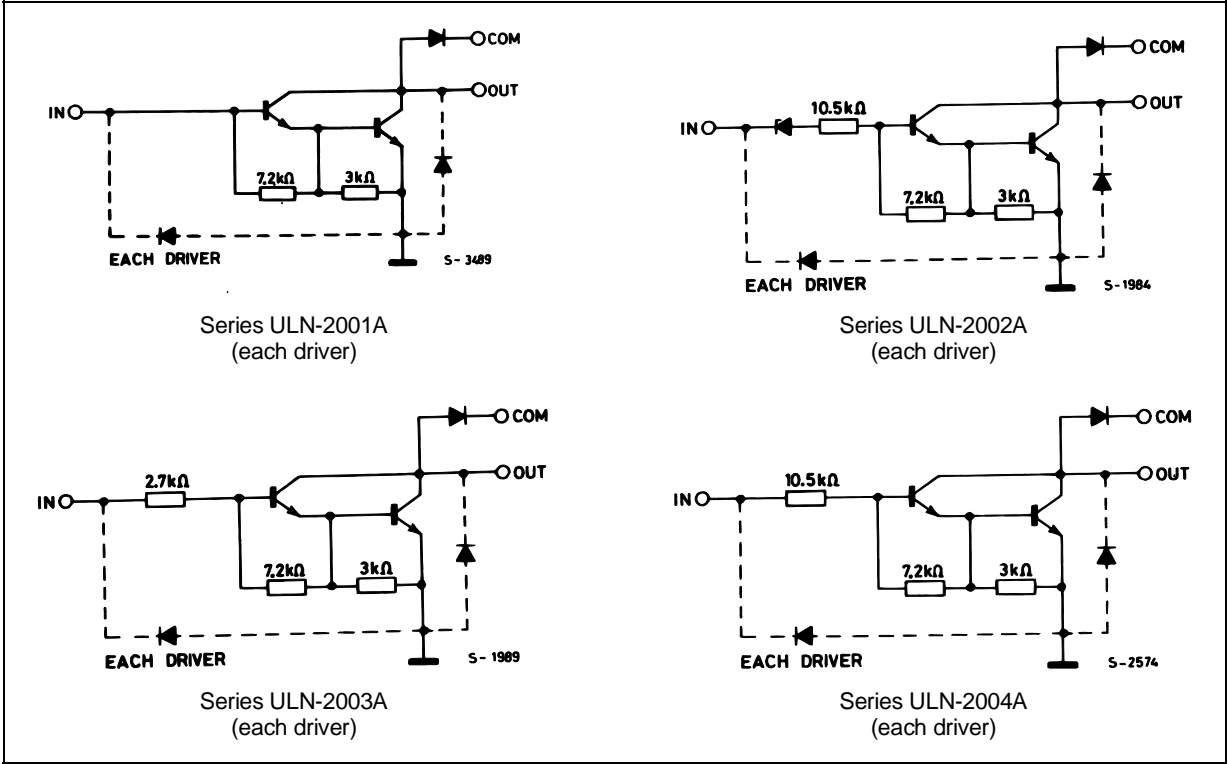 COM
OUT
IN
7.2kΩ
3kΩ
EACH DRIVER
S-3489
Series ULN-2001A
(each driver)
COM
OUT
10.5kΩ
IN
7.2kΩ
3kΩ
EACH DRIVER
S-1984
Series ULN-2002A
(each driver)
COM
OUT
2.7kΩ
IN
7.2kΩ
3kΩ
EACH DRIVER
S-1989
Series ULN-2003A
(each driver)
COM
OUT
10.5kΩ
IN
7.2kΩ
3kΩ
EACH DRIVER
S-2574
Series ULN-2004A
(each driver)